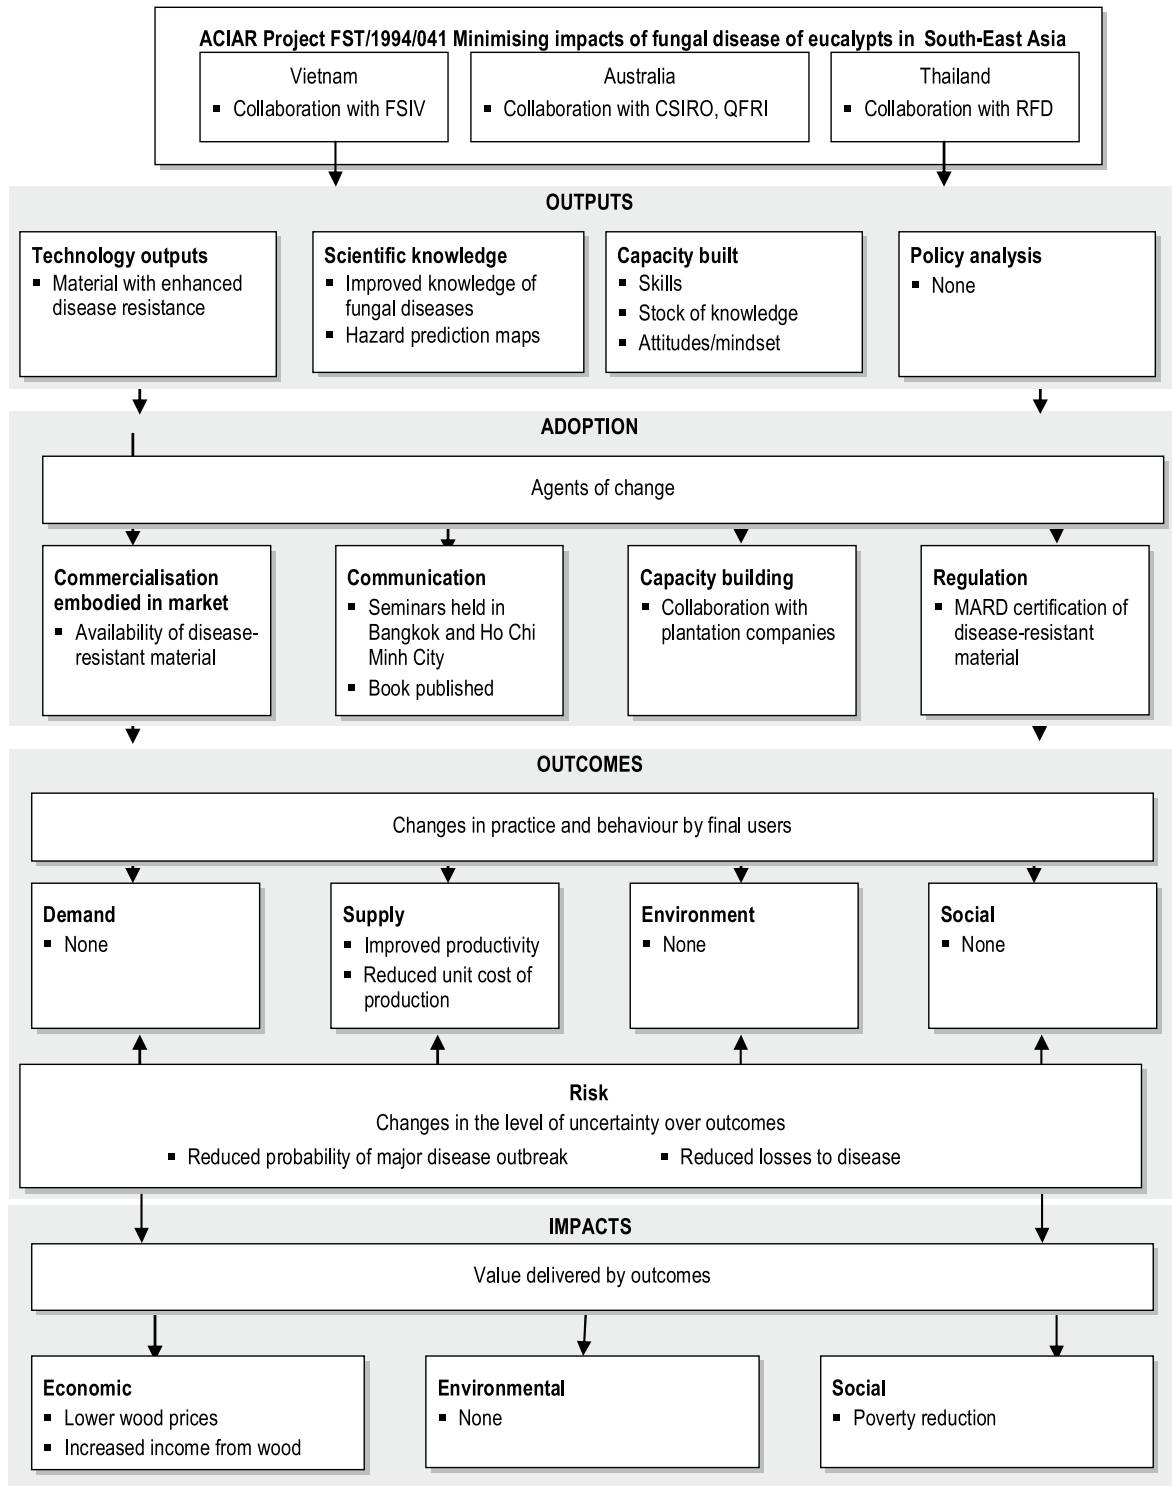 ACIAR Project FST/1994/041 Minimising impacts of fungal disease of eucalypts in South-East Asia
Vietnam
▪ Collaboration with FSIV
Australia
▪ Collaboration with CSIRO, QFRI
Thailand
▪ Collaboration with RFD
OUTPUTS
Technology outputs
▪ Material with enhanced
disease resistance
Scientific knowledge
▪ Improved knowledge of
fungal diseases
▪ Hazard prediction maps
Capacity built
▪ Skills
▪ Stock of knowledge
▪ Attitudes/mindset
Policy analysis
▪ None
ADOPTION
Agents of change
Commercialisation
embodied in market
▪ Availability of disease-
resistant material
Communication
▪ Seminars held in
Bangkok and Ho Chi
Minh City
▪ Book published
Capacity building
▪ Collaboration with
plantation companies
Regulation
▪ MARD certification of
disease-resistant
material
OUTCOMES
Changes in practice and behaviour by final users
Demand
▪ None
Supply
▪ Improved productivity
▪ Reduced unit cost of
production
Environment
▪ None
Social
▪ None
Risk
Changes in the level of uncertainty over outcomes
▪ Reduced probability of major disease outbreak
▪ Reduced losses to disease
IMPACTS
Value delivered by outcomes
Economic
▪ Lower wood prices
▪ Increased income from wood
Environmental
▪ None
Social
▪ Poverty reduction